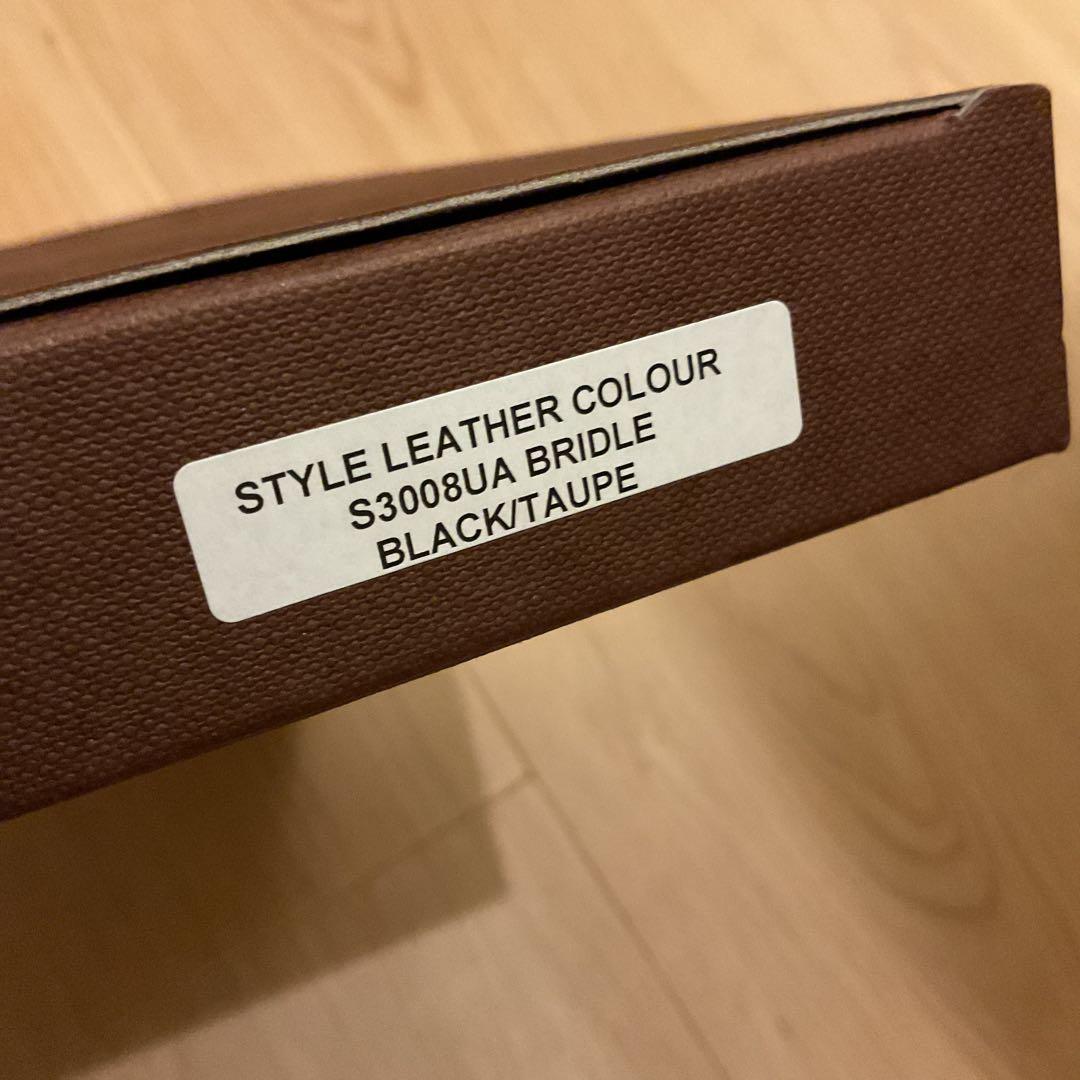 STYLE LEATHER COLOUR
S3008UA BRIDLE
BLACK/TAUPE